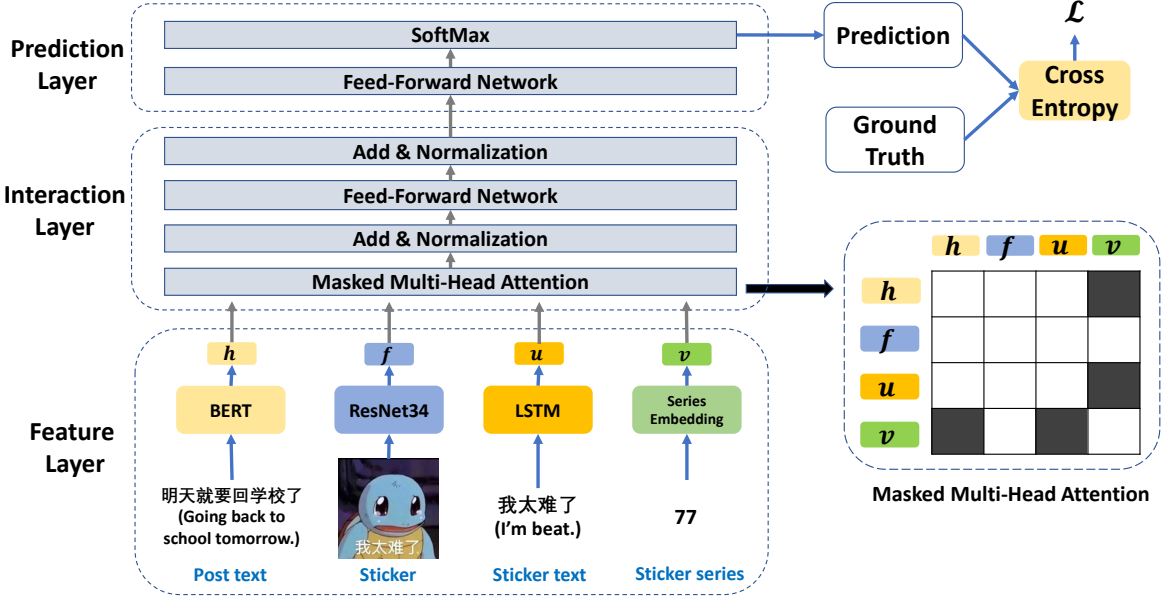 Prediction
Layer
SoftMax
Feed-Forward Network
Prediction
Ground
Truth
ℒ
Cross
Entropy
Interaction
Layer
Add & Normalization
Feed-Forward Network
Add & Normalization
Masked Multi-Head Attention
h f u v
h
f
u
v
Masked Multi-Head Attention
Feature
Layer
h f u v
BERT
ResNet34
LSTM
Series
Embedding
明天就要回学校了
(Going back to
school tomorrow.)
我太难了
我太难了
(I'm beat.)
77
Post text
Sticker
Sticker text
Sticker series